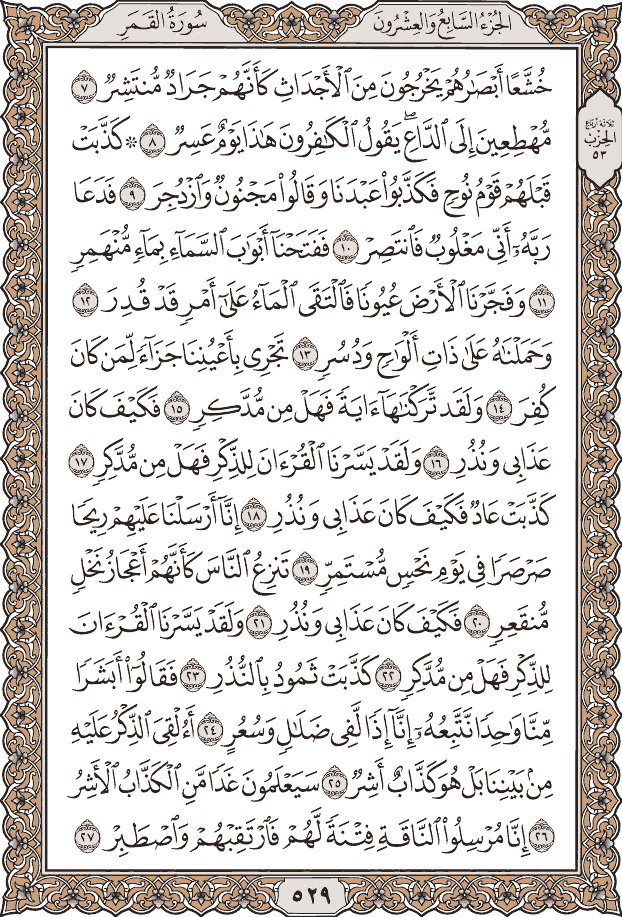 سُورَةُ القَمَرِ
الجُزْءُ السَّابِعُ وَالعِشْرُونَ
ثَلَاثَةُ أَرْبَاعِ
الحِزْبِ
٥٣
خُشَّعًا أَبْصَٰرُهُمْ يَخْرُجُونَ مِنَ ٱلْأَجْدَاثِ كَأَنَّهُمْ جَرَادٌ مُّنتَشِرٌ ٧
مُّهْطِعِينَ إِلَى ٱلدَّاعِۖ يَقُولُ ٱلْكَٰفِرُونَ هَٰذَا يَوْمٌ عَسِرٌ ٨ ۞ كَذَّبَتْ
قَبْلَهُمْ قَوْمُ نُوحٍ فَكَذَّبُوا۟ عَبْدَنَا وَقَالُوا۟ مَجْنُونٌ وَٱزْدُجِرَ ٩ فَدَعَا
رَبَّهُۥٓ أَنِّى مَغْلُوبٌ فَٱنتَصِرْ ١٠ فَفَتَحْنَآ أَبْوَٰبَ ٱلسَّمَآءِ بِمَآءٍ مُّنْهَمِرٍ
١١ وَفَجَّرْنَا ٱلْأَرْضَ عُيُونًا فَٱلْتَقَى ٱلْمَآءُ عَلَىٰٓ أَمْرٍ قَدْ قُدِرَ ١٢
وَحَمَلْنَٰهُ عَلَىٰ ذَاتِ أَلْوَٰحٍ وَدُسُرٍ ١٣ تَجْرِى بِأَعْيُنِنَا جَزَآءً لِّمَن كَانَ
كُفِرَ ١٤ وَلَقَد تَّرَكْنَٰهَآ ءَايَةً فَهَلْ مِن مُّدَّكِرٍ ١٥ فَكَيْفَ كَانَ
عَذَابِى وَنُذُرِ ١٦ وَلَقَدْ يَسَّرْنَا ٱلْقُرْءَانَ لِلذِّكْرِ فَهَلْ مِن مُّدَّكِرٍ ١٧
كَذَّبَتْ عَادٌ فَكَيْفَ كَانَ عَذَابِى وَنُذُرِ ١٨ إِنَّآ أَرْسَلْنَا عَلَيْهِمْ رِيحًا
صَرْصَرًا فِى يَوْمِ نَحْسٍ مُّسْتَمِرٍّ ١٩ تَنزِعُ ٱلنَّاسَ كَأَنَّهُمْ أَعْجَازُ نَخْلٍ
مُّنقَعِرٍ ٢٠ فَكَيْفَ كَانَ عَذَابِى وَنُذُرِ ٢١ وَلَقَدْ يَسَّرْنَا ٱلْقُرْءَانَ
لِلذِّكْرِ فَهَلْ مِن مُّدَّكِرٍ ٢٢ كَذَّبَتْ ثَمُودُ بِٱلنُّذُرِ ٢٣ فَقَالُوٓا۟ أَبَشَرًا
مِّنَّا وَٰحِدًا نَّتَّبِعُهُۥٓ إِنَّآ إِذًا لَّفِى ضَلَٰلٍ وَسُعُرٍ ٢٤ أَءُلْقِىَ ٱلذِّكْرُ عَلَيْهِ
مِنۢ بَيْنِنَا بَلْ هُوَ كَذَّابٌ أَشِرٌ ٢٥ سَيَعْلَمُونَ غَدًا مَّنِ ٱلْكَذَّابُ ٱلْأَشِرُ
٢٦ إِنَّا مُرْسِلُوا۟ ٱلنَّاقَةِ فِتْنَةً لَّهُمْ فَٱرْتَقِبْهُمْ وَٱصْطَبِرْ ٢٧
٥٢٩